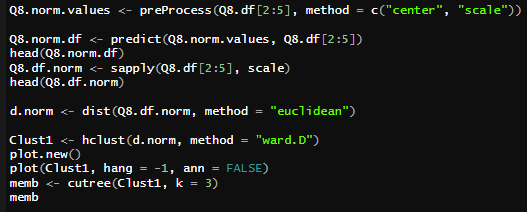 Q8.norm.values <- preProcess(Q8.df[2:5], method = c("center", "scale"))
Q8.norm.df <- predict(Q8.norm.values, Q8.df[2:5])
head(Q8.norm.df)
Q8.df.norm <- sapply(Q8.df[2:5], scale)
head(Q8.df.norm)
d.norm <- dist(Q8.df.norm, method = "euclidean")
Clust1 <- hclust(d.norm, method = "ward.D")
plot.new()
plot(Clust1, hang = -1, ann = FALSE)
memb <- cutree(Clust1, k = 3)
memb